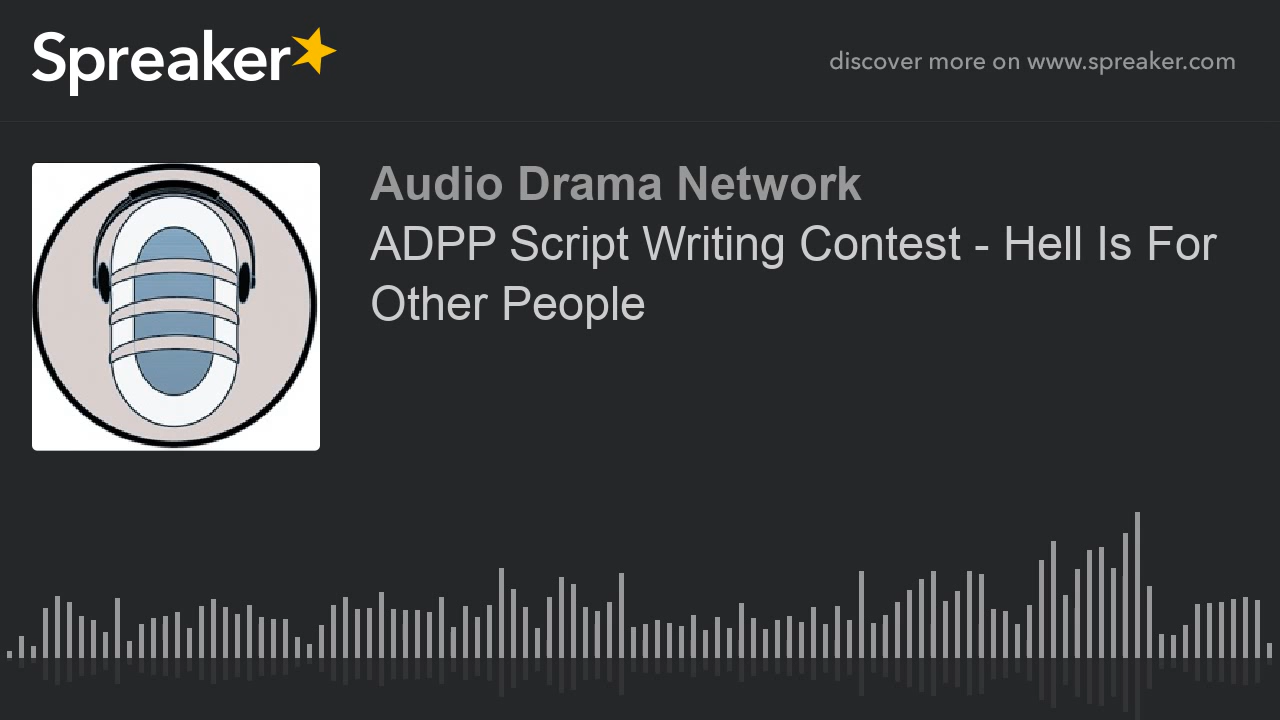 Spreaker
discover more on www.spreaker.com
Audio Drama Network
ADPP Script Writing Contest - Hell Is For
Other People